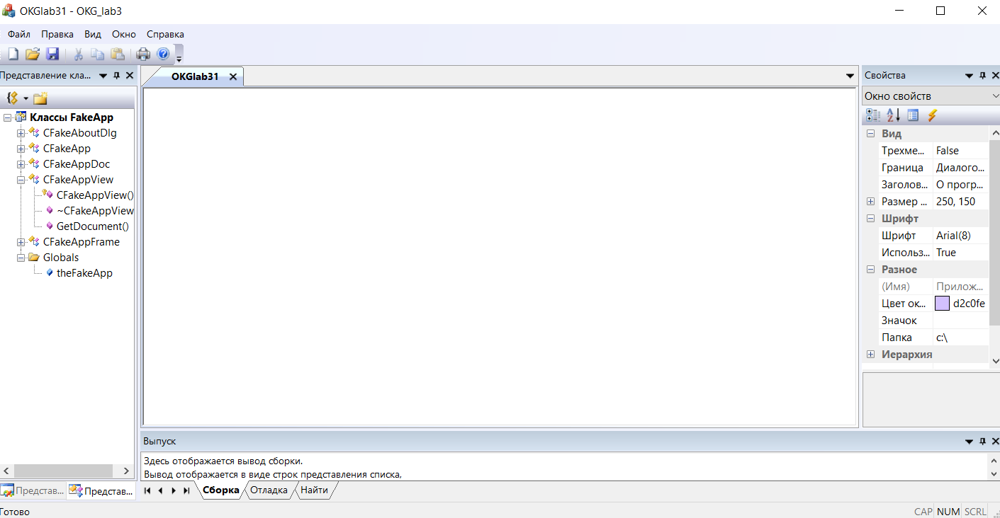 OKGlab31 - OKG_lab3
Файл Правка Вид Окно Справка
Представление кла...
Классы FakeApp
CFakeAboutDlg
CFakeApp
CFakeAppDoc
CFakeAppView
CFakeAppView()
~CFakeAppView
GetDocument()
CFakeAppFrame
Globals
theFakeApp
Представ... Представ...
OKGlab31
Свойства
Окно свойств
Вид
Трехме... False
Граница Диалого...
Заголов... О прогр...
Размер ... 250, 150
Шрифт
Шрифт Arial(8)
Использ... True
Разное
(Имя) Прилож...
Цвет ок... d2c0fe
Значок
Папка c:\
Иерархия
Выпуск
Здесь отображается вывод сборки.
Вывод отображается в виде строк представления списка,
Сборка Отладка Найти
Готово
CAP NUM SCRL